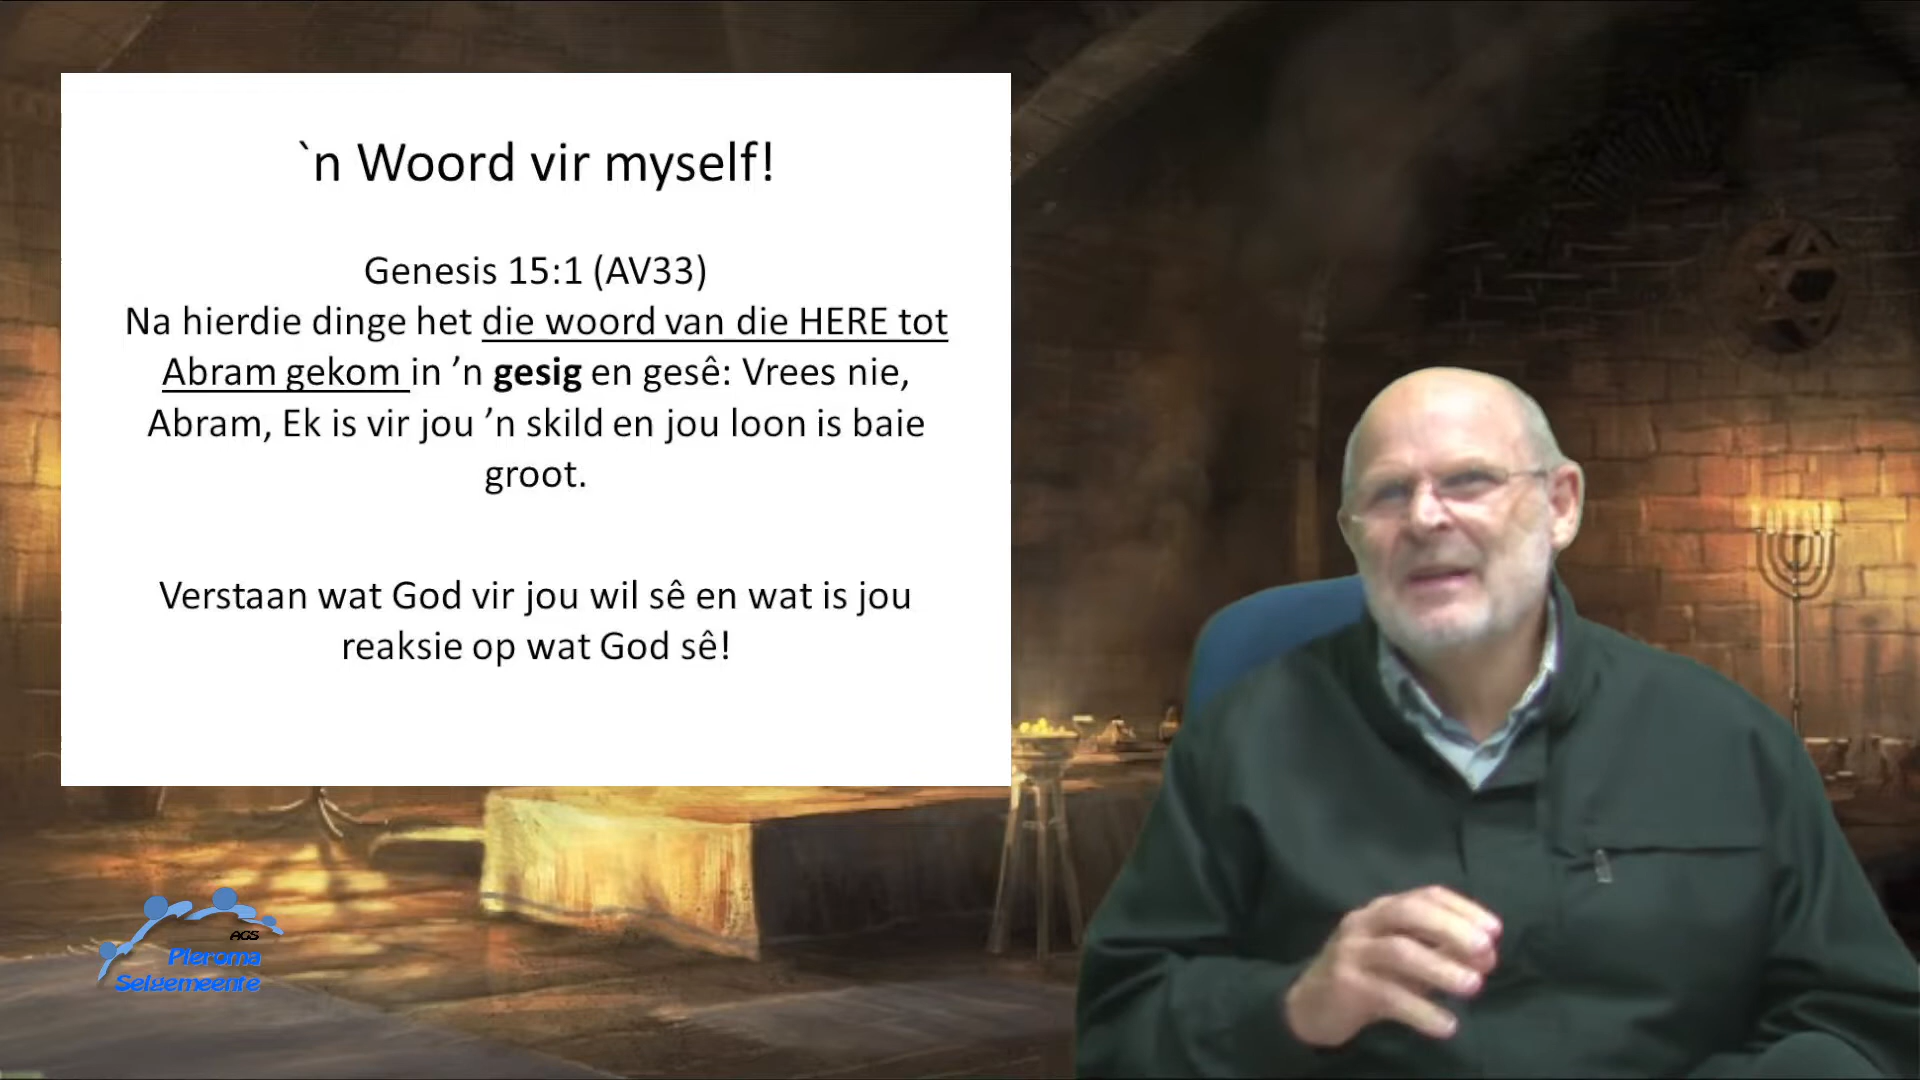 `n Woord vir myself!
Genesis 15:1 (AV33)
Na hierdie dinge het die woord van die HERE tot
Abram gekom in ’n gesig en gesê: Vrees nie,
Abram, Ek is vir jou ’n skild en jou loon is baie
groot.
Verstaan wat God vir jou wil sê en wat is jou
reaksie op wat God sê!
AGS
Pleroma
Selgemeente